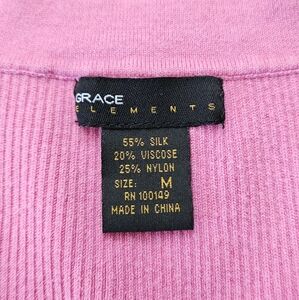 GRACE
ELEMENTS
55% SILK
20% VISCOSE
25% NYLON
SIZE: M
RN 100149
MADE IN CHINA